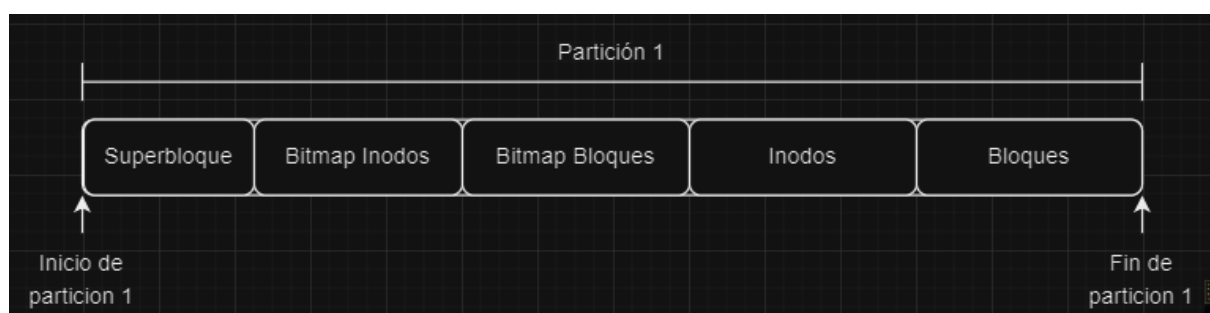 Partición 1
Superbloque
Bitmap Inodos
Bitmap Bloques
Inodos
Bloques
Inicio de
particion 1
Fin de
particion 1